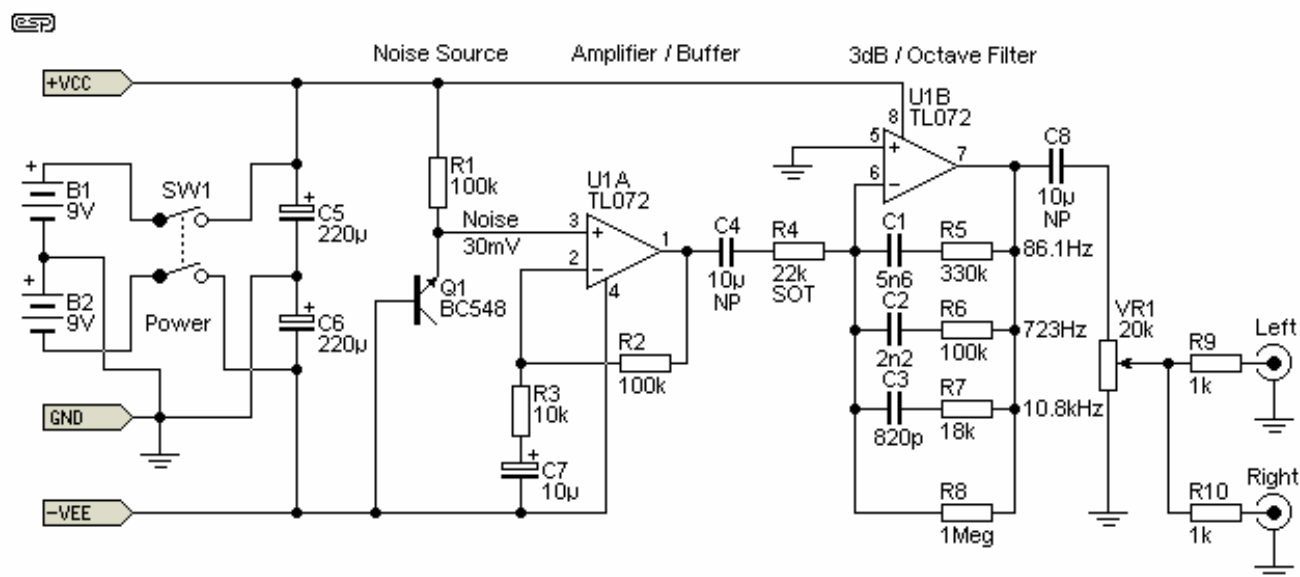 esp
Noise Source
Amplifier / Buffer
3dB / Octave Filter
+VCC
U1B
TL072
8
5
+
6
−
7
C8
10µ
NP
R1
100k
U1A
TL072
Noise
30mV
3
+
2
−
1
4
C4
10µ
NP
R4
22k
SOT
C1
5n6
R5
330k
86.1Hz
+
B1
9V
SW1
+
C5
220µ
+
B2
9V
Power
+
C6
220µ
Q1
BC548
R2
100k
C2
2n2
R6
100k
723Hz
VR1
20k
R9
1k
Left
R3
10k
C3
820p
R7
18k
10.8kHz
GND
+
C7
10µ
R8
1Meg
R10
1k
Right
−VEE